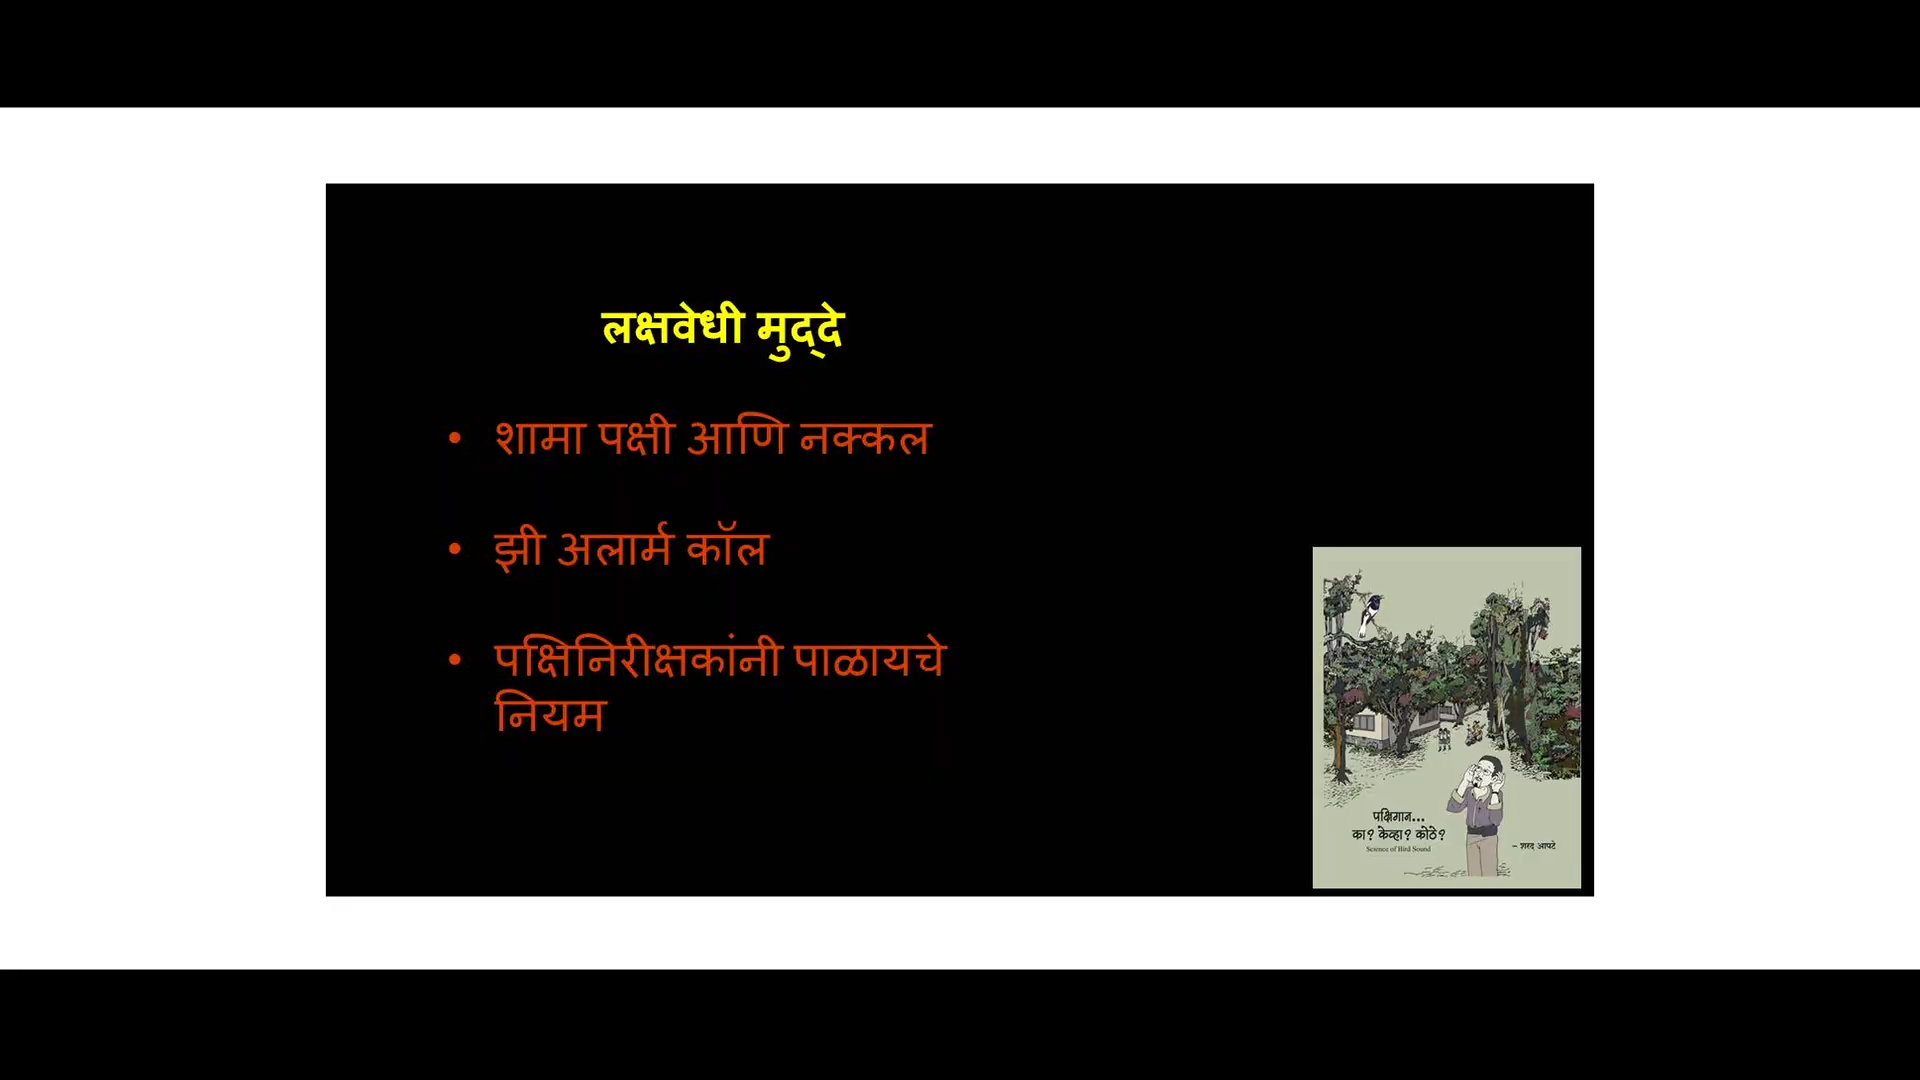 लक्षवेधी मुद्‌दे
• शामा पक्षी आणि नक्कल
• झी अलार्म कॉल
• पक्षिनिरीक्षकांनी पाळायचे
नियम
पक्षिगान...
का? केव्हा? कोठे?
Science of Bird Sound
– शरद आपटे